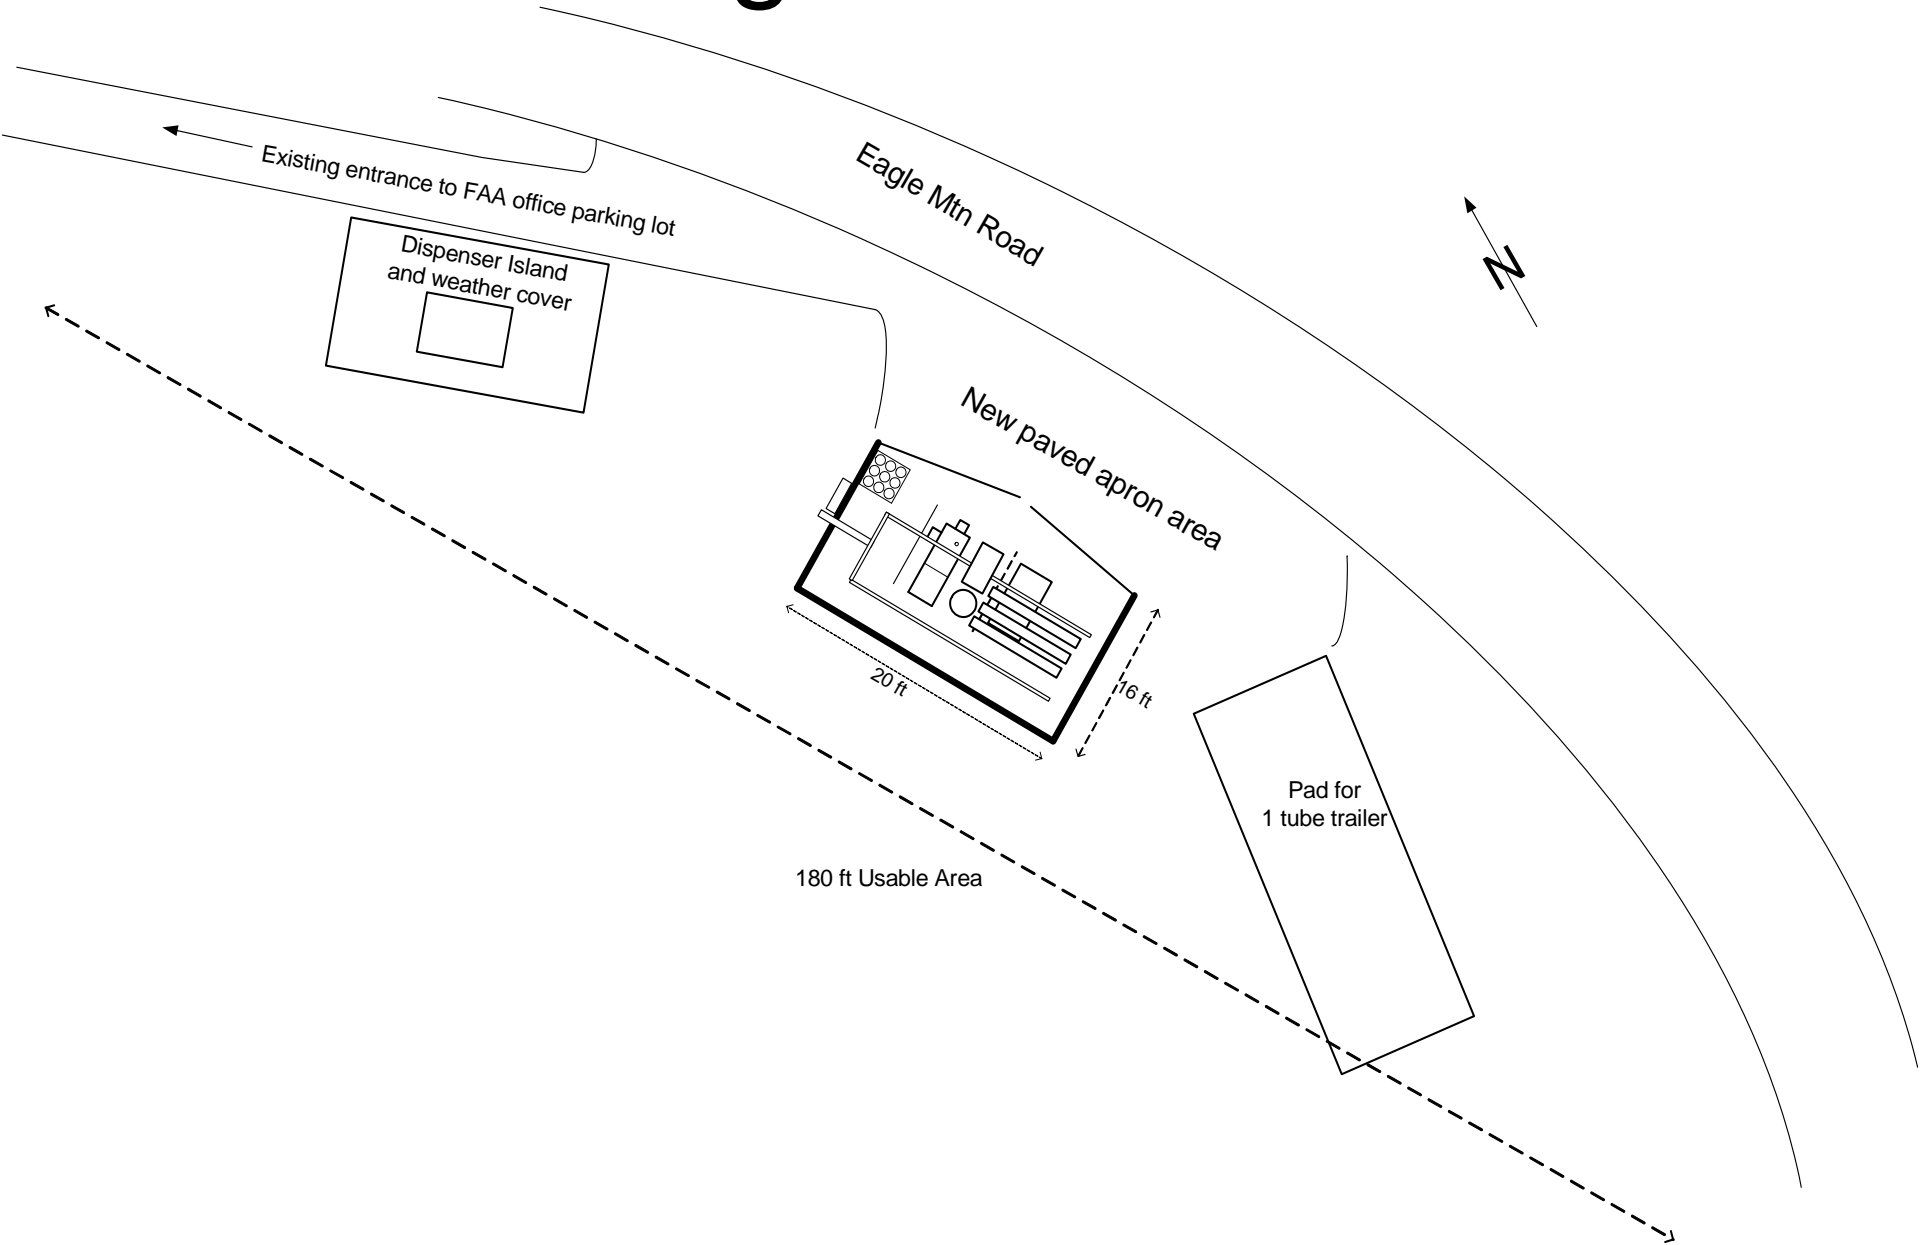 Eagle Mtn Road
Existing entrance to FAA office parking lot
N
Dispenser Island
and weather cover
New paved apron area
20 ft
16 ft
Pad for
1 tube trailer
180 ft Usable Area